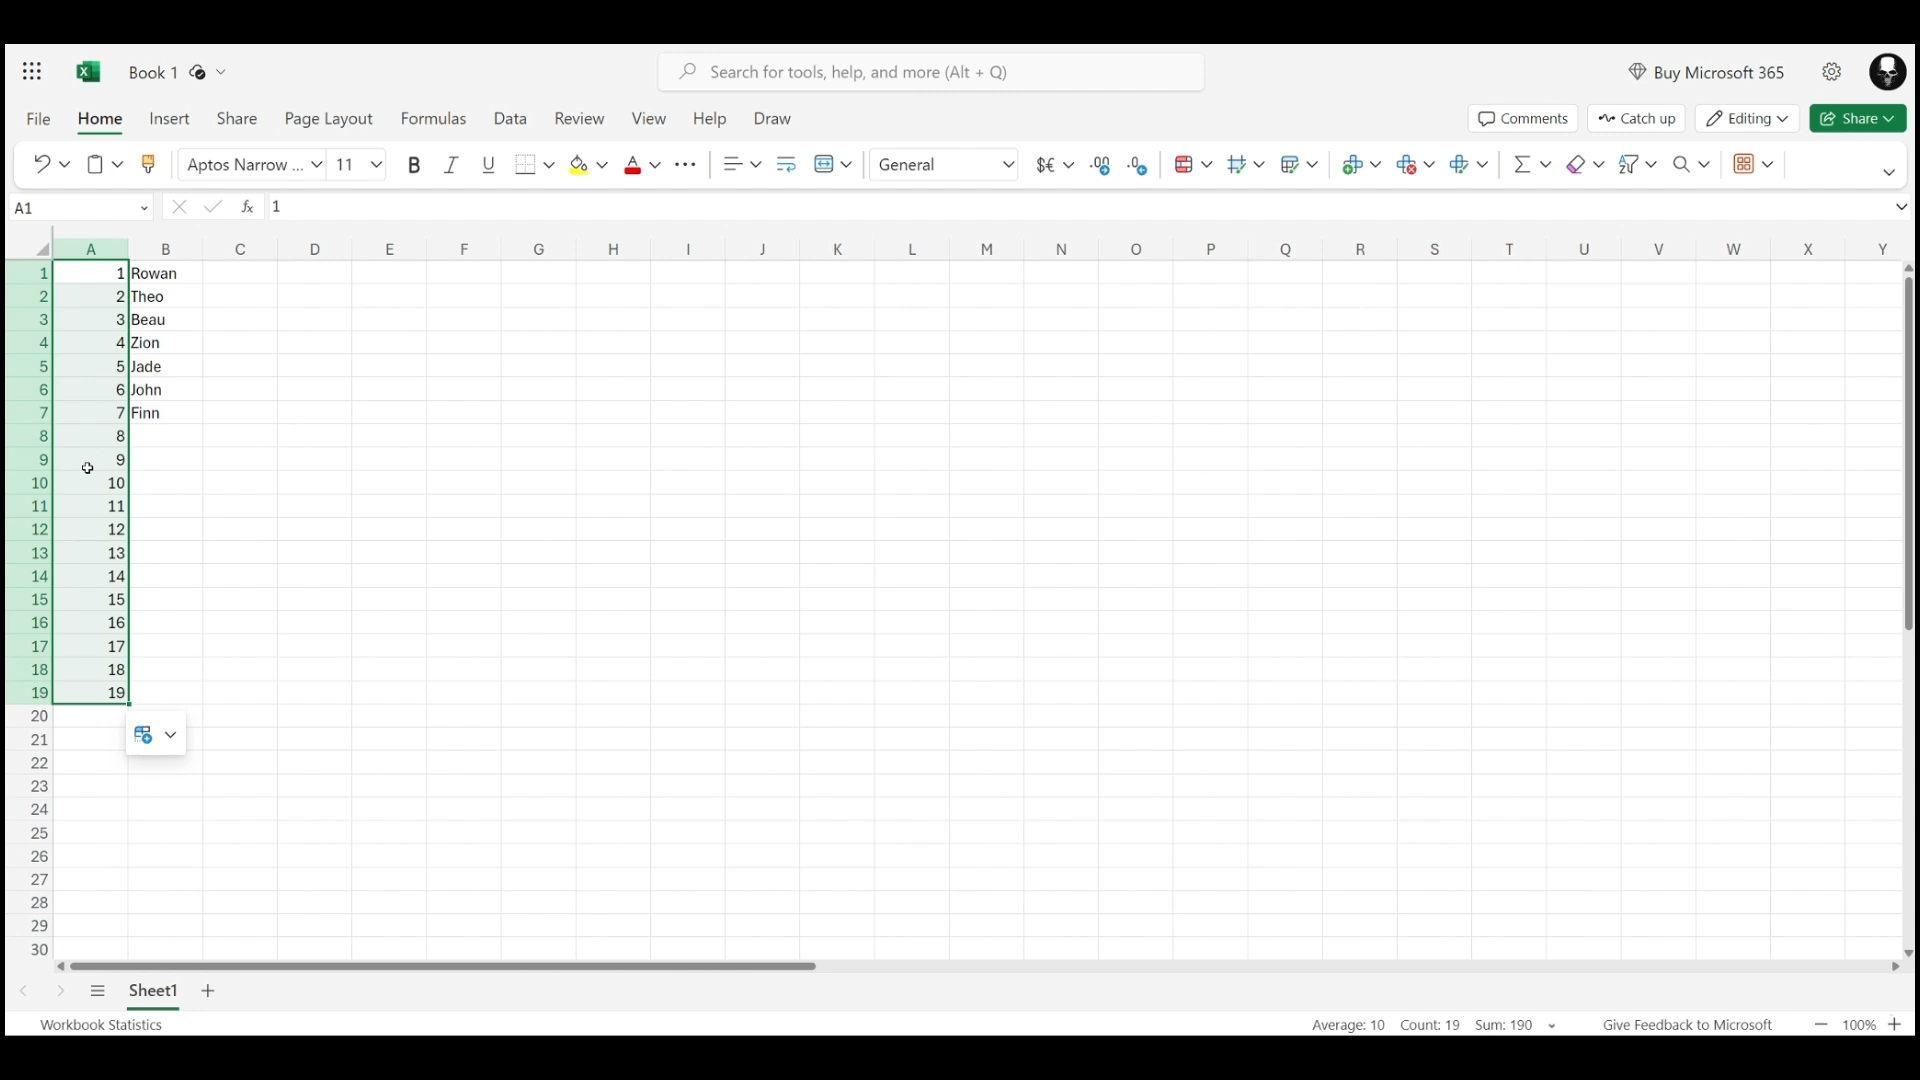 Book 1
Search for tools, help, and more (Alt + Q)
Buy Microsoft 365
File Home Insert Share Page Layout Formulas Data Review View Help Draw
Comments Catch up Editing Share
Aptos Narrow ... 11 B I U A General $€ .00 .0
A1 fx 1
A B C D E F G H I J K L M N O P Q R S T U V W X Y
1 1 Rowan
2 2 Theo
3 3 Beau
4 4 Zion
5 5 Jade
6 6 John
7 7 Finn
8 8
9 9
10 10
11 11
12 12
13 13
14 14
15 15
16 16
17 17
18 18
19 19
20
21
22
23
24
25
26
27
28
29
30
Sheet1
Workbook Statistics Average: 10 Count: 19 Sum: 190 Give Feedback to Microsoft 100%